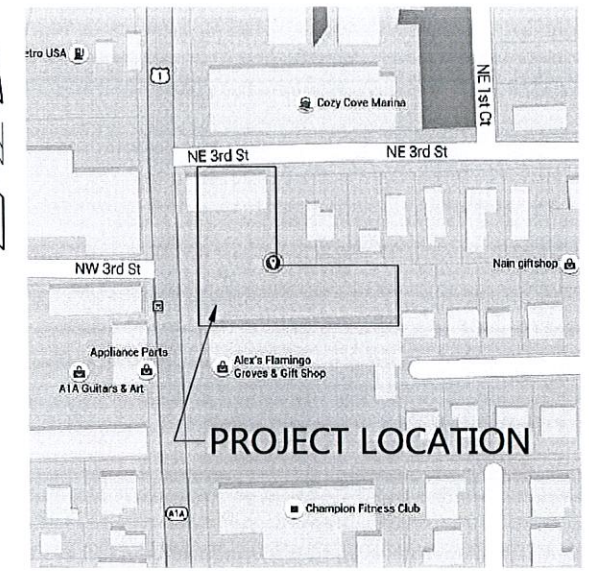 etro USA
1
Cozy Cove Marina
NE 1st Ct
NE 3rd St
NE 3rd St
Nain giftshop
NW 3rd St
Appliance Parts
Alex's Flamingo
Groves & Gift Shop
A1A Guitars & Art
PROJECT LOCATION
Champion Fitness Club
A1A